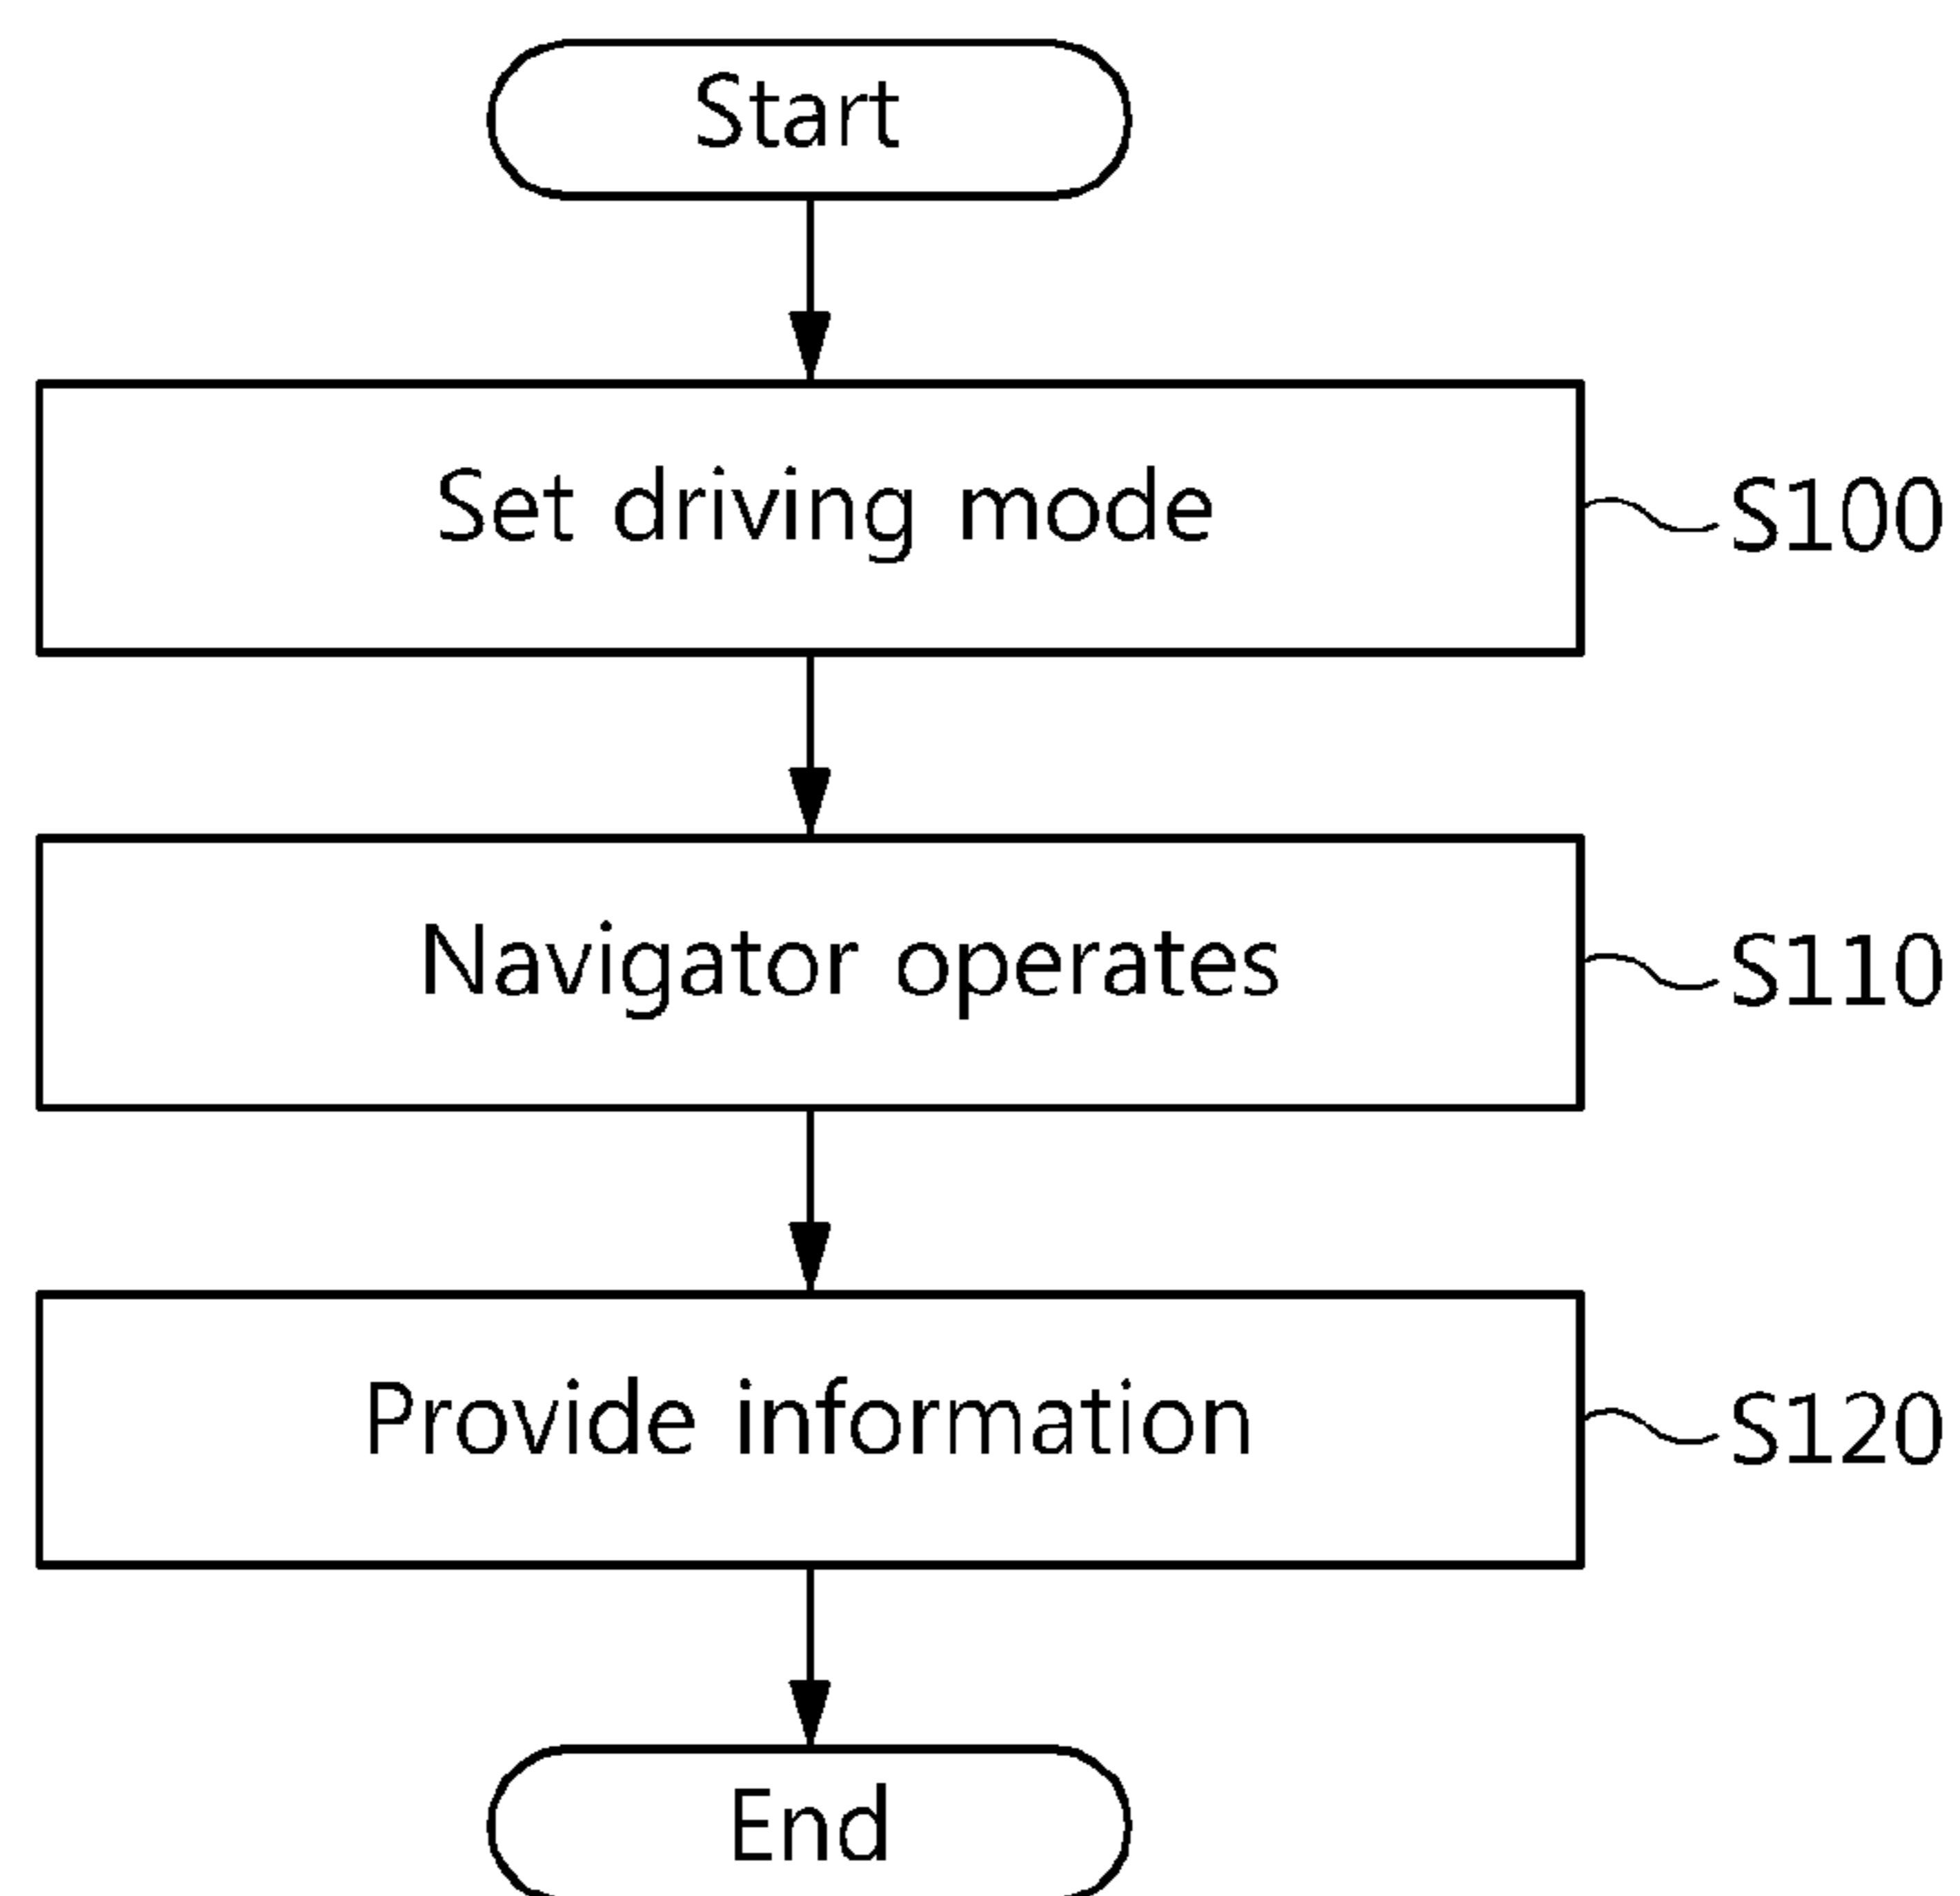 Start
Set driving mode
S100
Navigator operates
S110
Provide information
S120
End